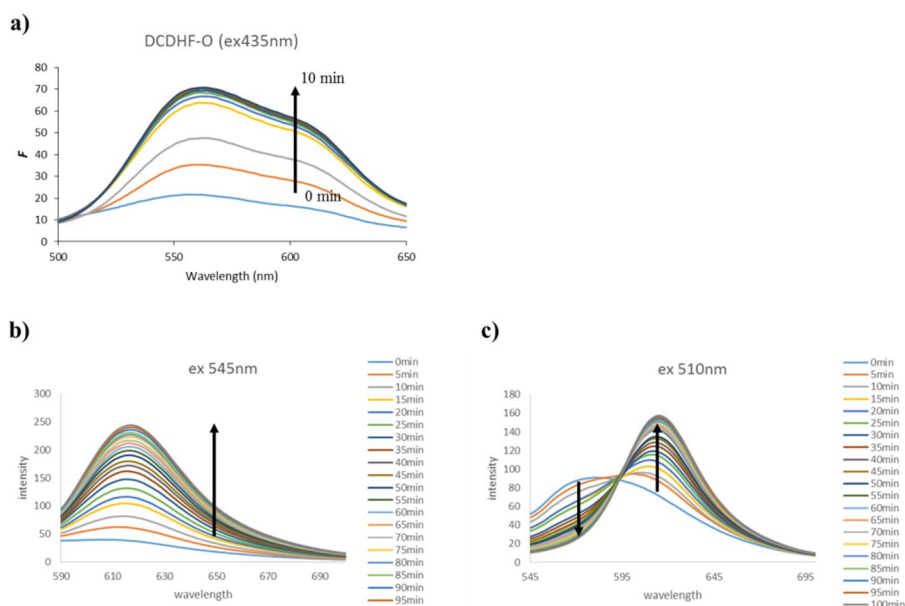 a)
DCDHF-O (ex435nm)
80
70
60
50
40
30
20
10
0
F
10 min
0 min
500
550
600
650
Wavelength (nm)
b)
ex 545nm
300
250
200
150
100
50
0
intensity
590
610
630
650
670
690
wavelength
0min
5min
10min
15min
20min
25min
30min
35min
40min
45min
50min
55min
60min
65min
70min
75min
80min
85min
90min
95min
c)
ex 510nm
180
160
140
120
100
80
60
40
20
0
intensity
545
595
645
695
wavelength
0min
5min
10min
15min
20min
25min
30min
35min
40min
45min
50min
55min
60min
65min
70min
75min
80min
85min
90min
95min
100min